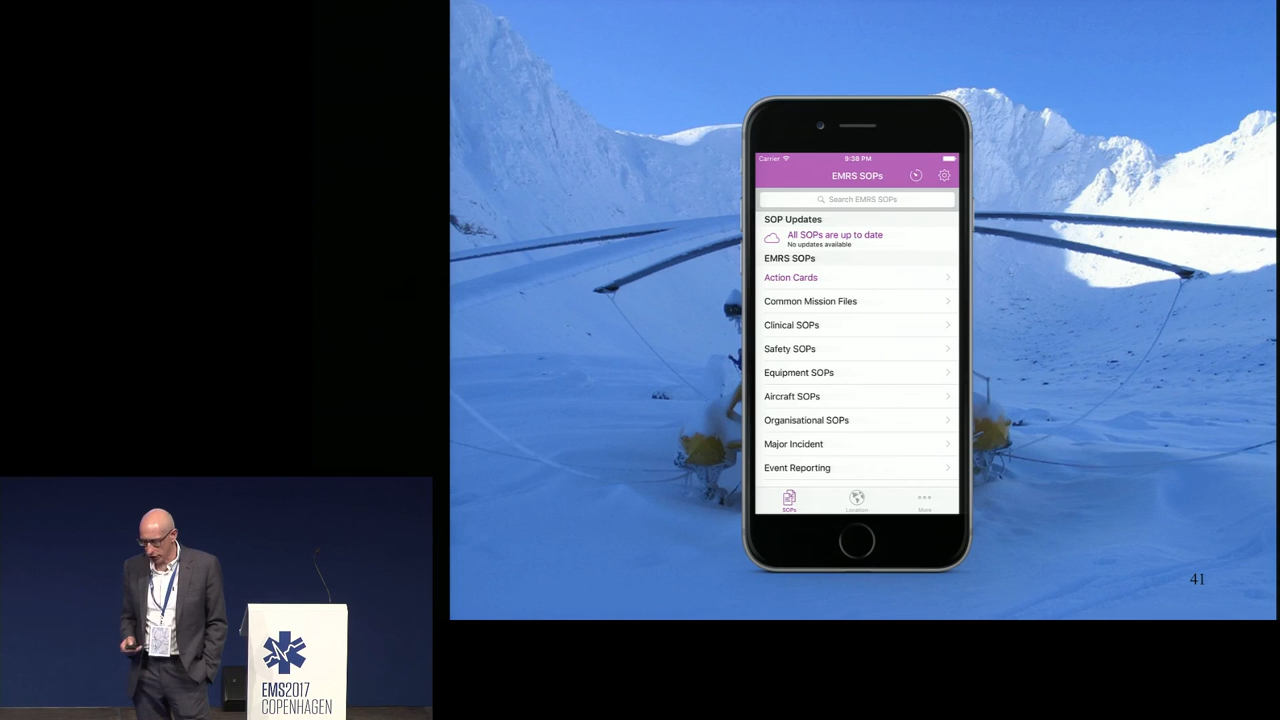 Carrier 9:38 PM
EMRS SOPs
Search EMRS SOPs
SOP Updates
All SOPs are up to date
No updates available
EMRS SOPs
Action Cards
Common Mission Files
Clinical SOPs
Safety SOPs
Equipment SOPs
Aircraft SOPs
Organisational SOPs
Major Incident
Event Reporting
SOPs Location More
41
EMS2017
COPENHAGEN